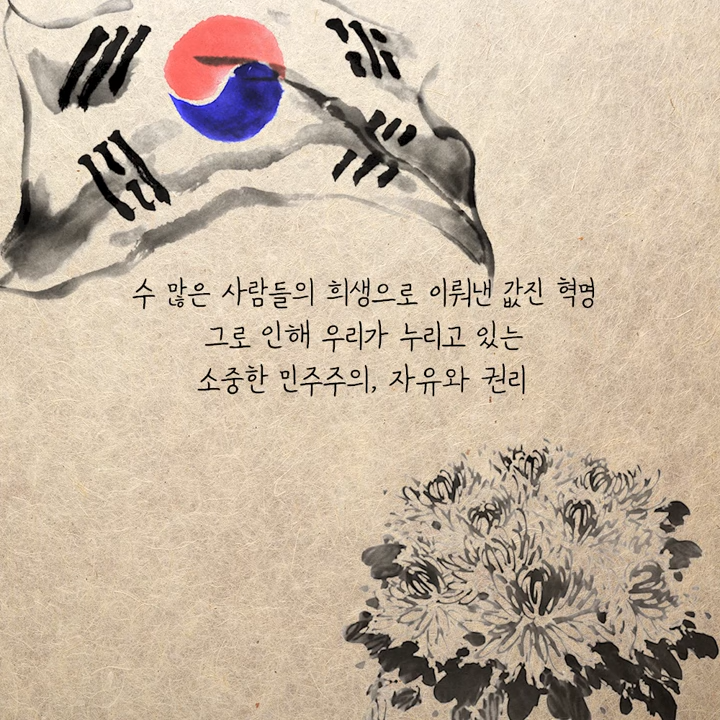 수 많은 사람들의 희생으로 이뤄낸 값진 혁명
그로 인해 우리가 누리고 있는
소중한 민주주의, 자유와 권리